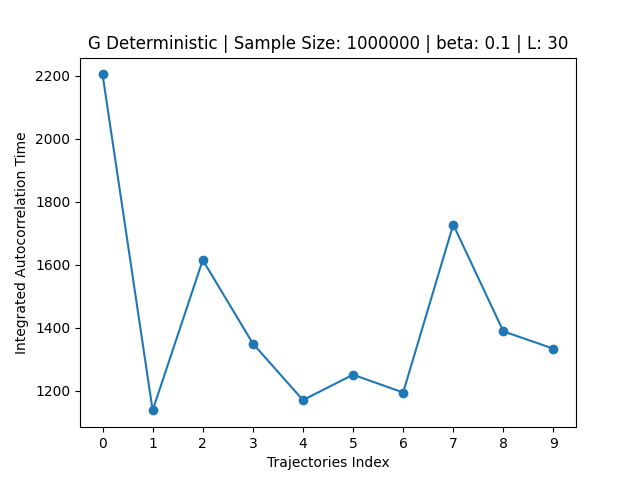 G Deterministic | Sample Size: 1000000 | beta: 0.1 | L: 30
Integrated Autocorrelation Time
2200
2000
1800
1600
1400
1200
0 1 2 3 4 5 6 7 8 9
Trajectories Index